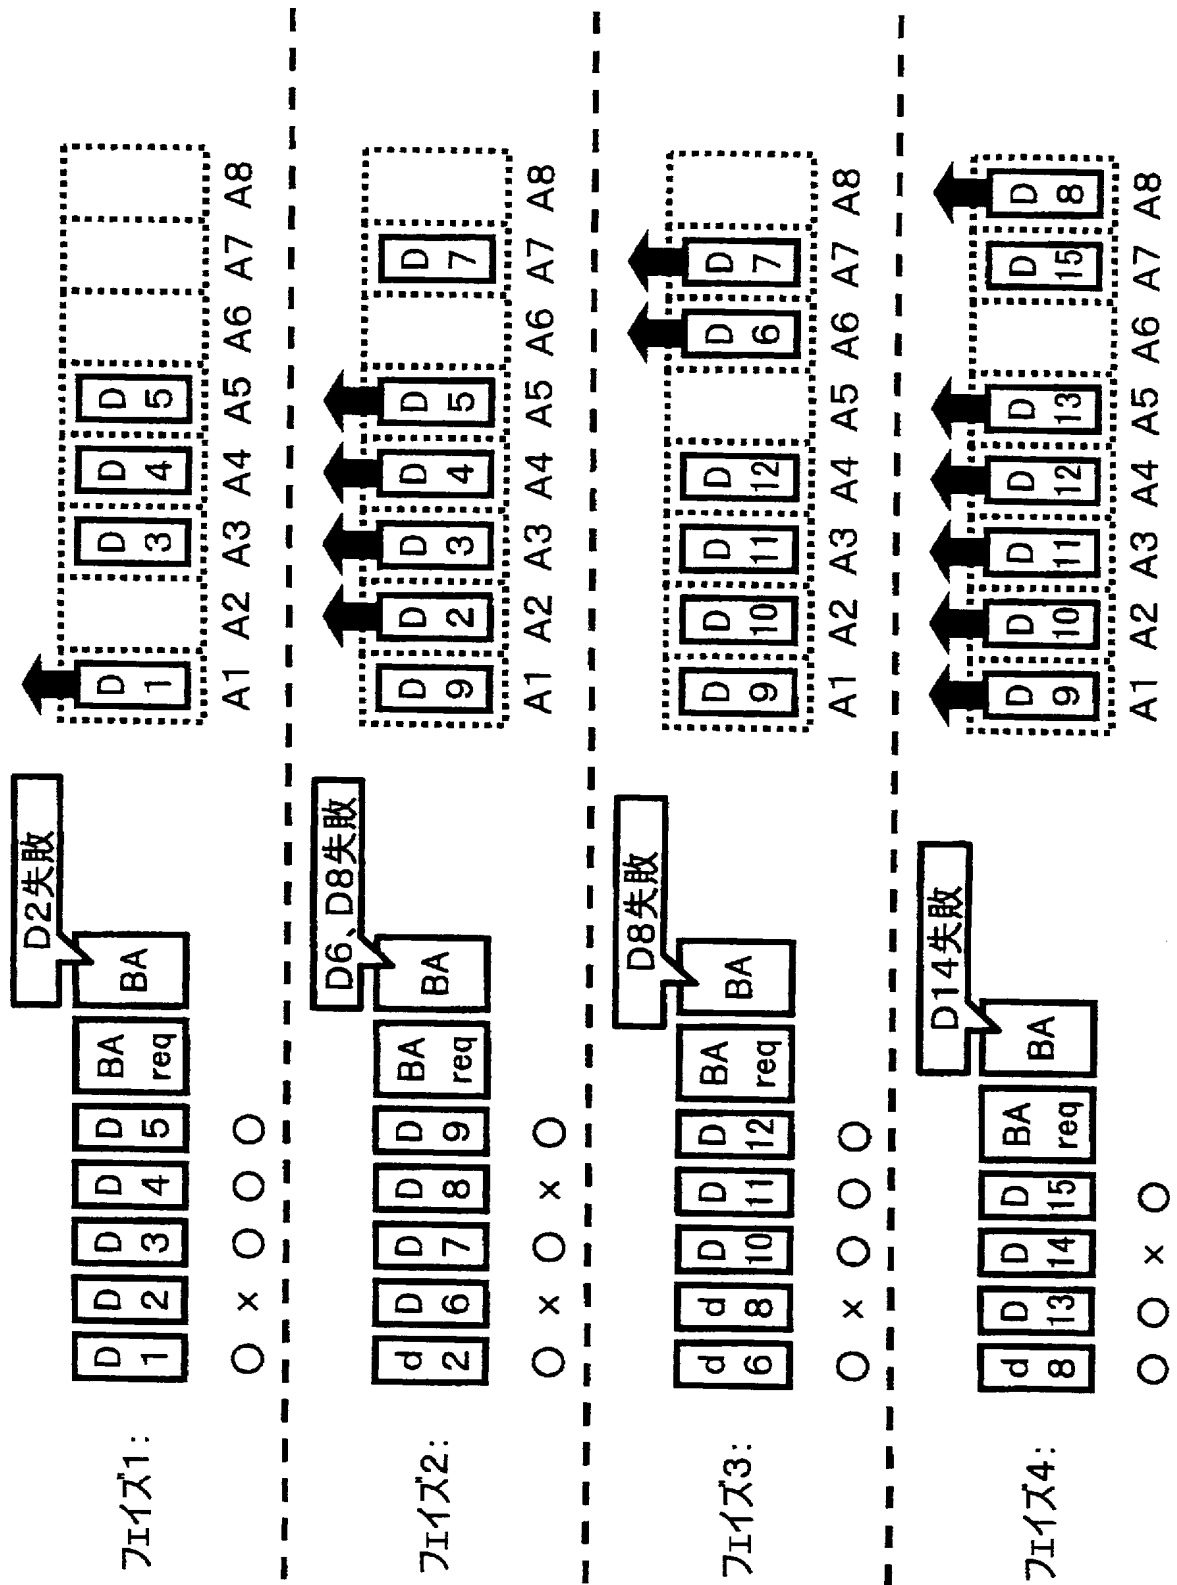 フェイズ1:
D 1
D 2
D 3
D 4
D 5
BA req
BA
D2失敗
○ × ○ ○ ○
D 1
D 3
D 4
D 5
A1 A2 A3 A4 A5 A6 A7 A8
フェイズ2:
d 2
D 6
D 7
D 8
D 9
BA req
BA
D6、D8失敗
○ × ○ × ○
D 9
D 2
D 3
D 4
D 5
D 7
A1 A2 A3 A4 A5 A6 A7 A8
フェイズ3:
d 6
d 8
D 10
D 11
D 12
BA req
BA
D8失敗
○ × ○ ○ ○
D 9
D 10
D 11
D 12
D 6
D 7
A1 A2 A3 A4 A5 A6 A7 A8
フェイズ4:
d 8
D 13
D 14
D 15
BA req
BA
D14失敗
○ ○ × ○
D 9
D 10
D 11
D 12
D 13
D 15
D 8
A1 A2 A3 A4 A5 A6 A7 A8